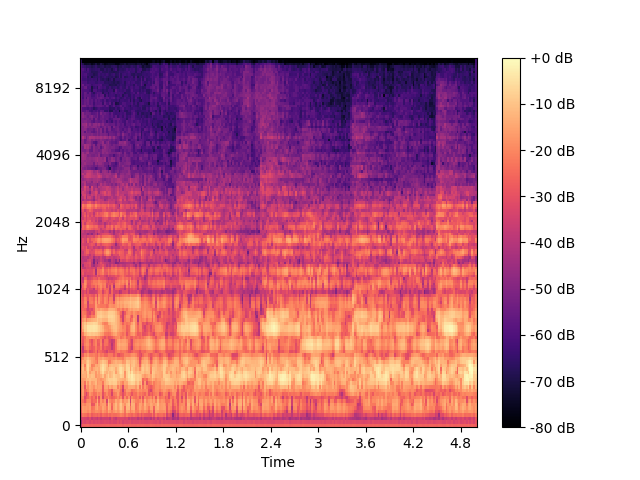 +0 dB
8192
-10 dB
4096
-20 dB
-30 dB
2048
Hz
-40 dB
1024
-50 dB
512
-60 dB
-70 dB
0
-80 dB
0 0.6 1.2 1.8 2.4 3 3.6 4.2 4.8
Time